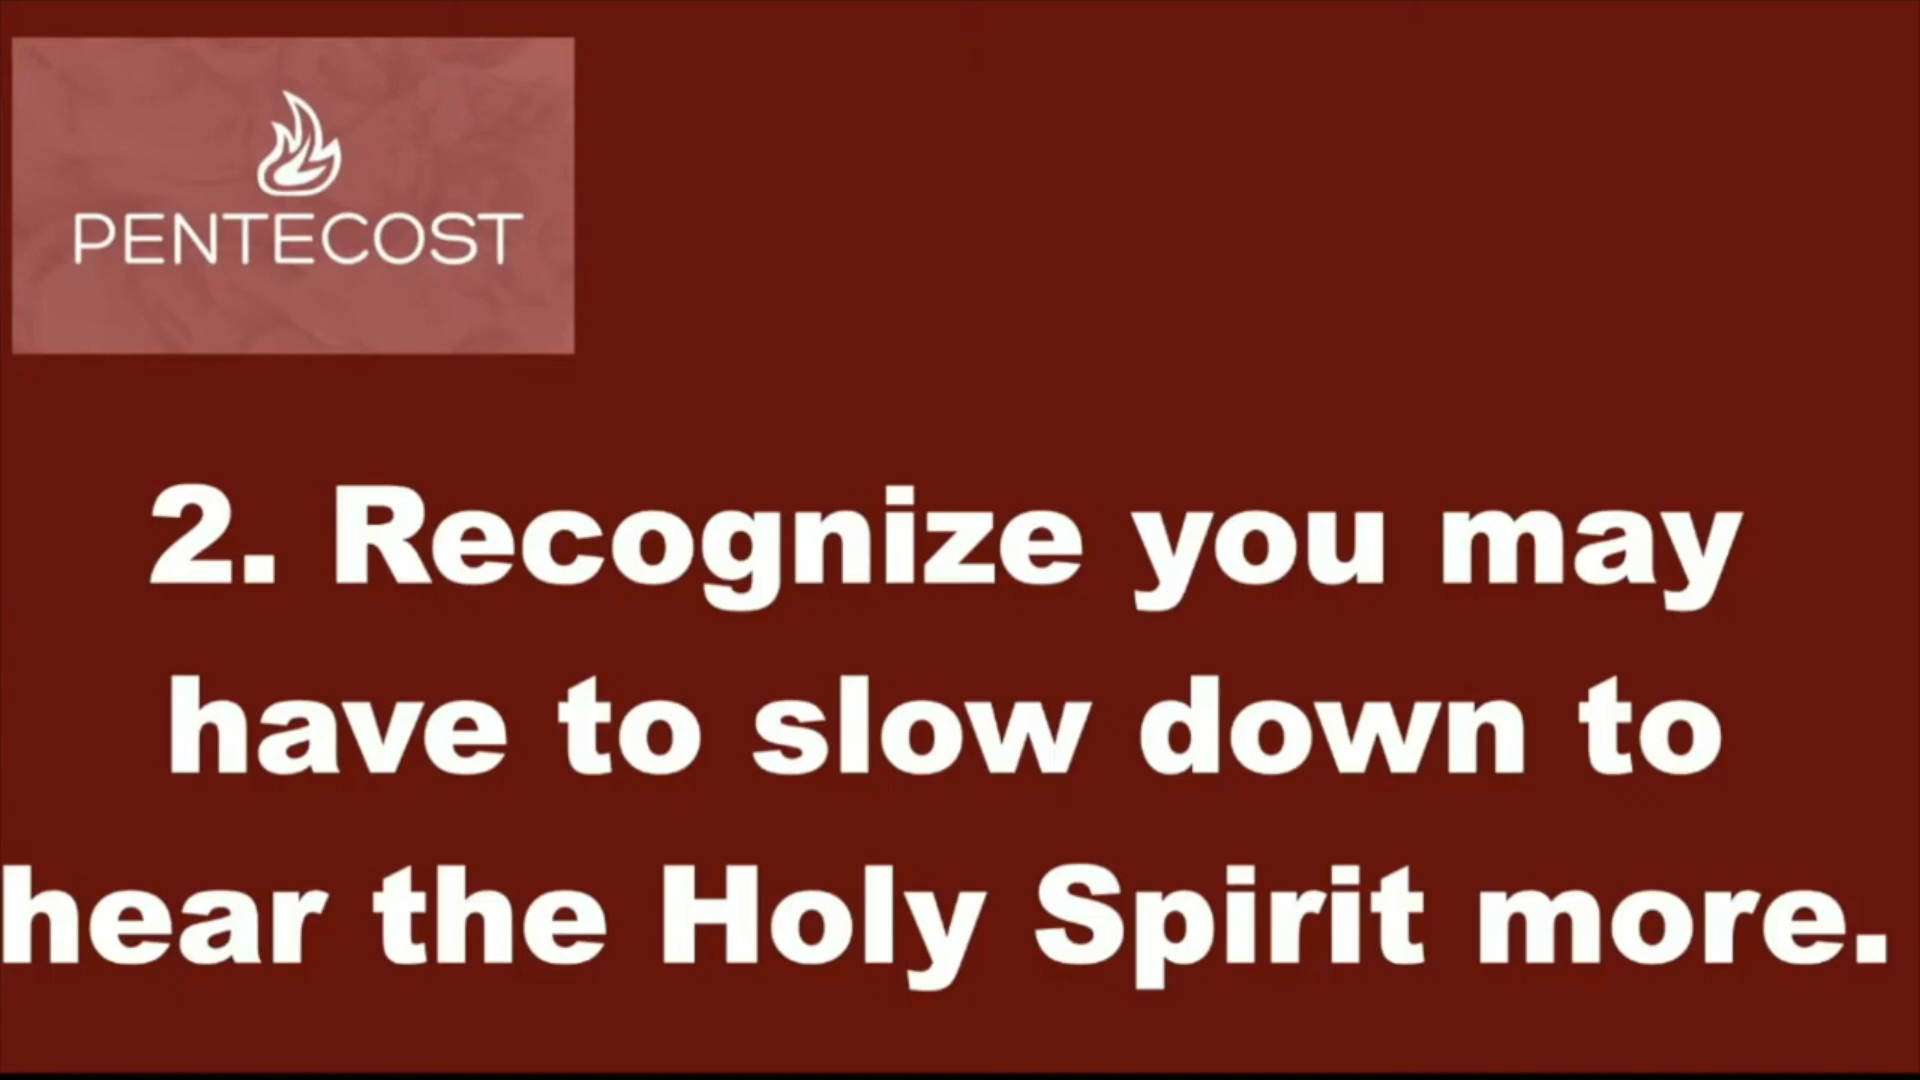 PENTECOST
2. Recognize you may
have to slow down to
hear the Holy Spirit more.